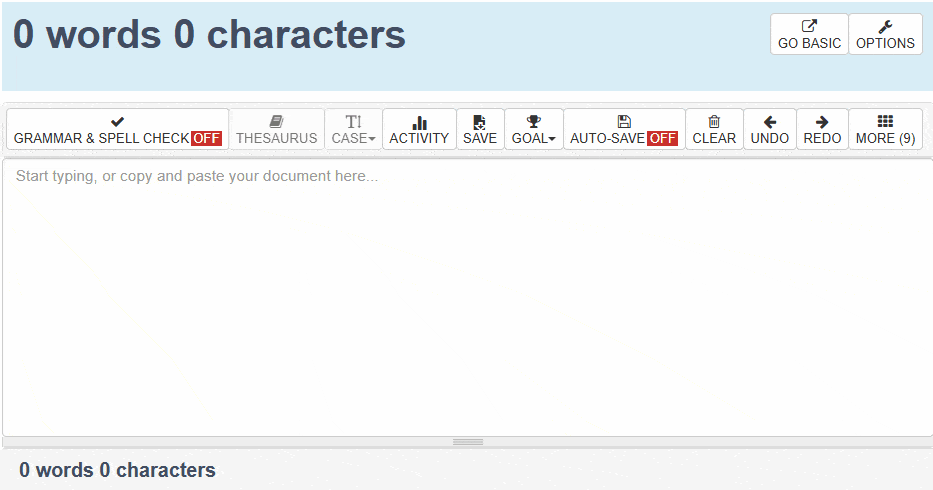 0 words 0 characters
GO BASIC OPTIONS
GRAMMAR & SPELL CHECK OFF THESAURUS CASE ACTIVITY SAVE GOAL AUTO-SAVE OFF CLEAR UNDO REDO MORE (9)
Start typing, or copy and paste your document here...
0 words 0 characters